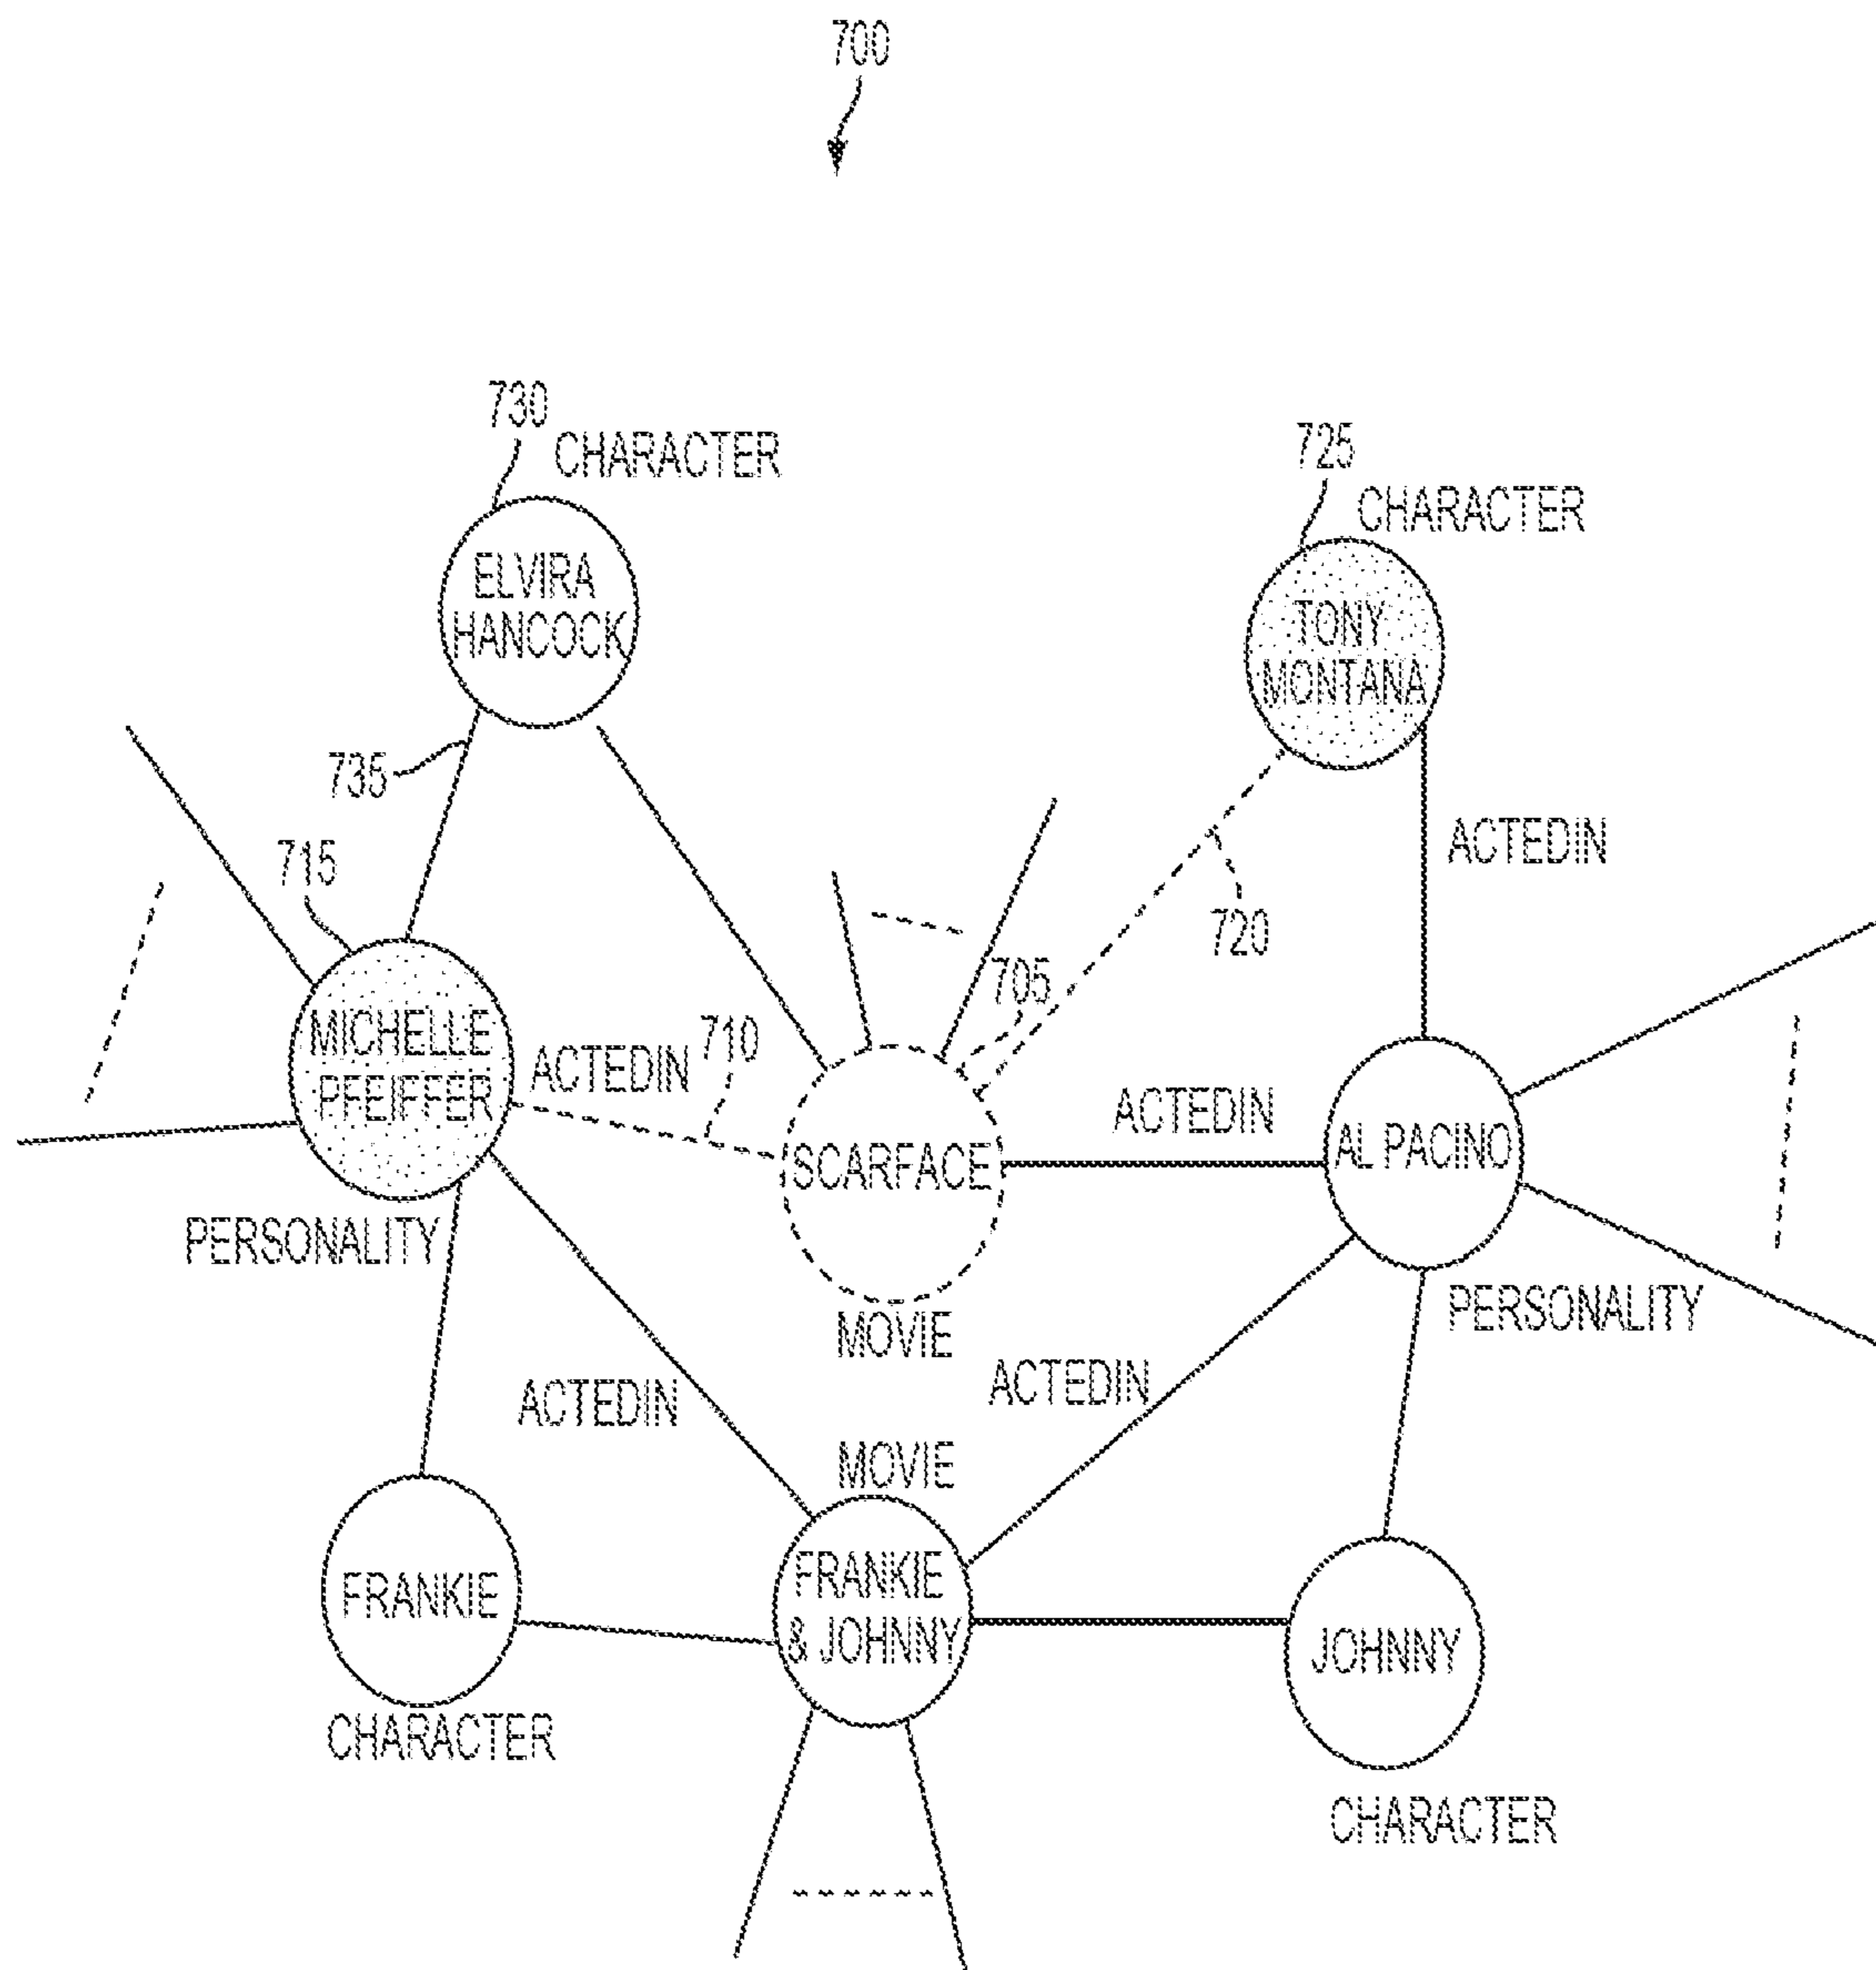 700
730
CHARACTER
725
CHARACTER
ELVIRA
HANCOCK
TONY
MONTANA
735
ACTEDIN
715
720
705
MICHELLE
PFEIFFER
ACTEDIN
710
ACTEDIN
SCARFACE
AL PACINO
PERSONALITY
MOVIE
PERSONALITY
ACTEDIN
ACTEDIN
MOVIE
FRANKIE
FRANKIE
& JOHNNY
JOHNNY
CHARACTER
CHARACTER